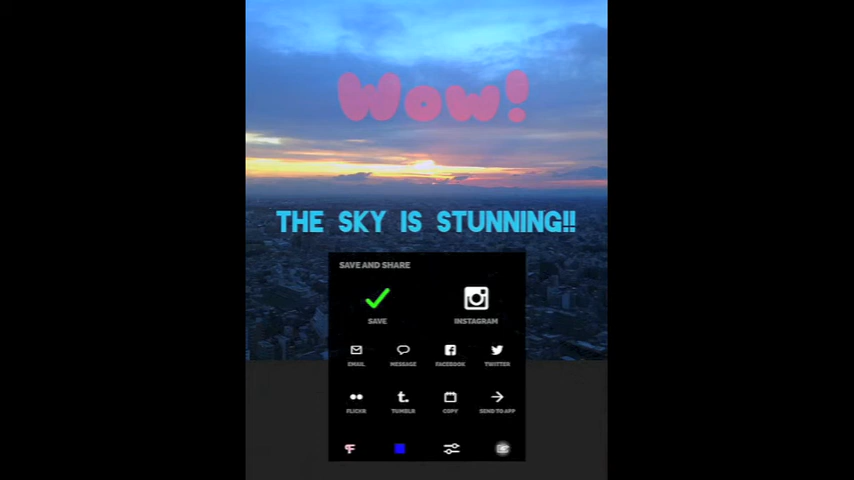 Wow!
THE SKY IS STUNNING!!
SAVE AND SHARE
SAVE INSTAGRAM
EMAIL MESSAGE FACEBOOK TWITTER
FLICKR TUMBLR COPY SEND TO APP